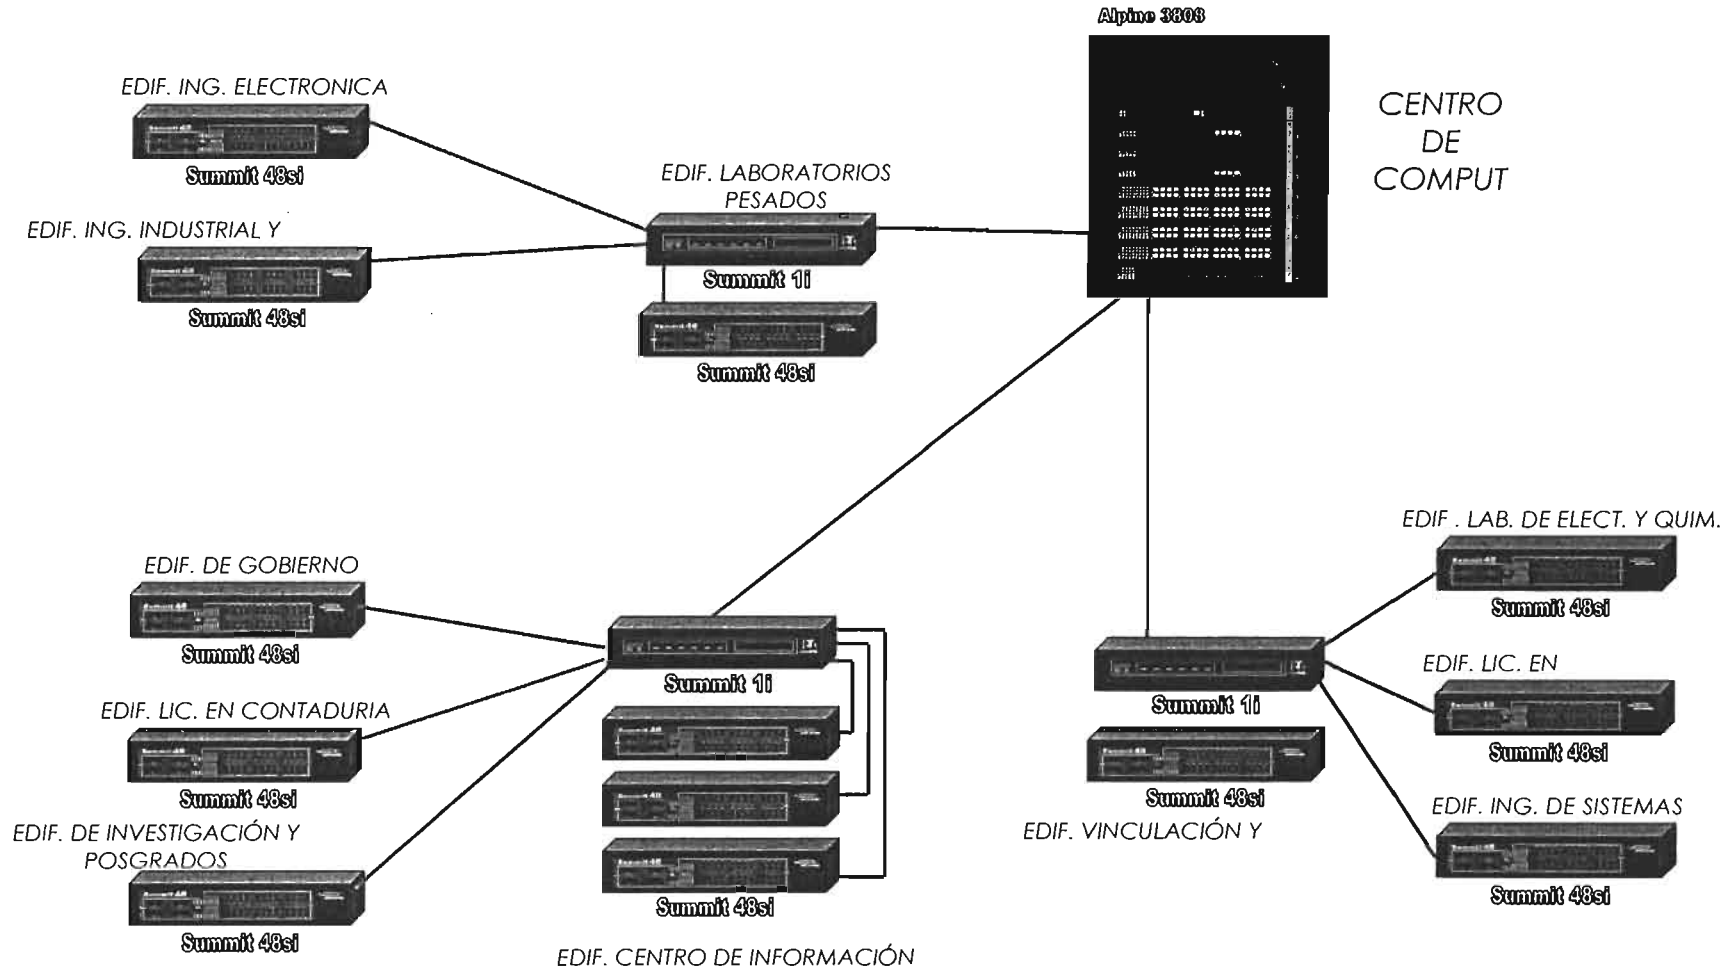 Alpine 3808
CENTRO
DE
COMPUT
EDIF. ING. ELECTRONICA
Summit 48si
EDIF. LABORATORIOS
PESADOS
EDIF. ING. INDUSTRIAL Y
Summit 1i
Summit 48si
Summit 48si
EDIF . LAB. DE ELECT. Y QUIM.
EDIF. DE GOBIERNO
Summit 48si
Summit 48si
EDIF. LIC. EN
Summit 1i
Summit 1i
EDIF. LIC. EN CONTADURIA
Summit 48si
Summit 48si
Summit 48si
EDIF. ING. DE SISTEMAS
EDIF. VINCULACIÓN Y
EDIF. DE INVESTIGACIÓN Y
POSGRADOS
Summit 48si
Summit 48si
Summit 48si
EDIF. CENTRO DE INFORMACIÓN